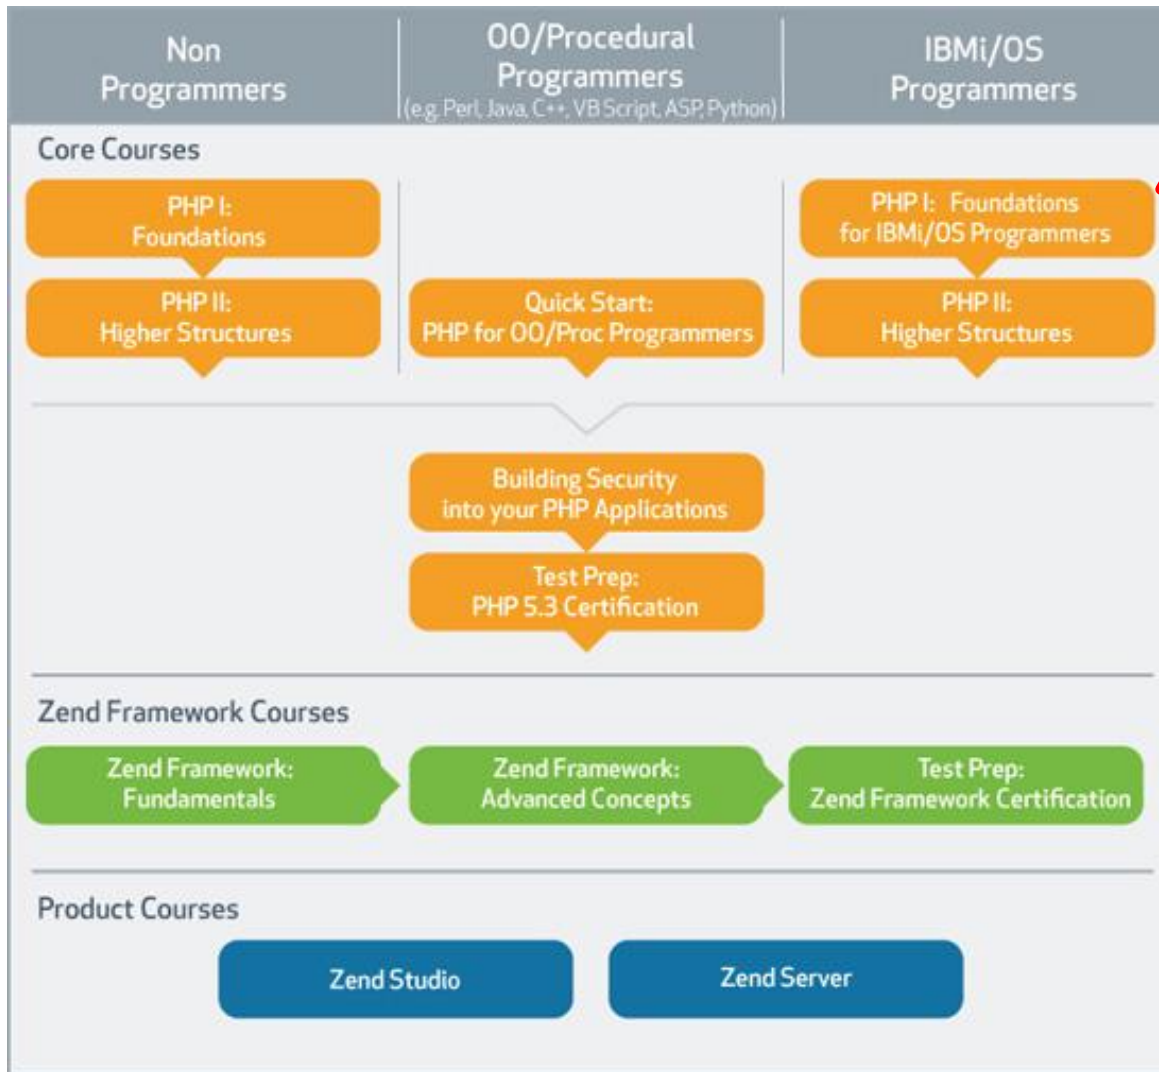 Non
Programmers
OO/Procedural
Programmers
(e.g. Perl, Java, C++, VB Script, ASP, Python)
IBMi/OS
Programmers
Core Courses
PHP I:
Foundations
PHP I: Foundations
for IBMi/OS Programmers
PHP II:
Higher Structures
Quick Start:
PHP for OO/Proc Programmers
PHP II:
Higher Structures
Building Security
into your PHP Applications
Test Prep:
PHP 5.3 Certification
Zend Framework Courses
Zend Framework:
Fundamentals
Zend Framework:
Advanced Concepts
Test Prep:
Zend Framework Certification
Product Courses
Zend Studio
Zend Server